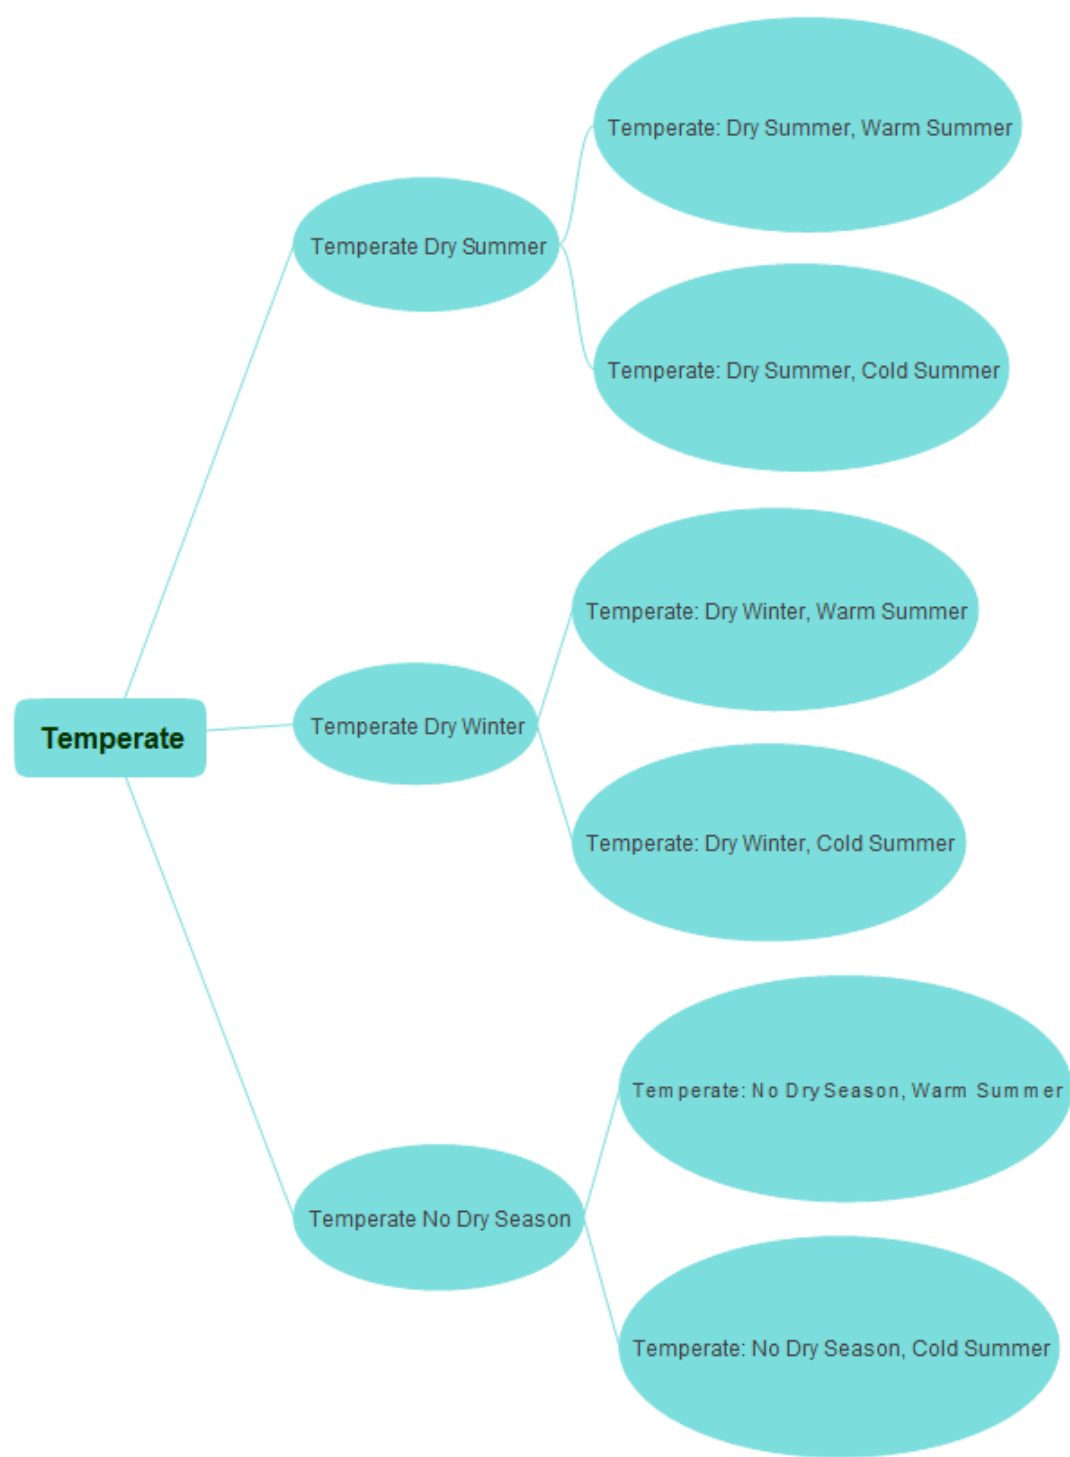 Temperate
Temperate Dry Summer
Temperate: Dry Summer, Warm Summer
Temperate: Dry Summer, Cold Summer
Temperate Dry Winter
Temperate: Dry Winter, Warm Summer
Temperate: Dry Winter, Cold Summer
Temperate No Dry Season
Temperate: No Dry Season, Warm Summer
Temperate: No Dry Season, Cold Summer